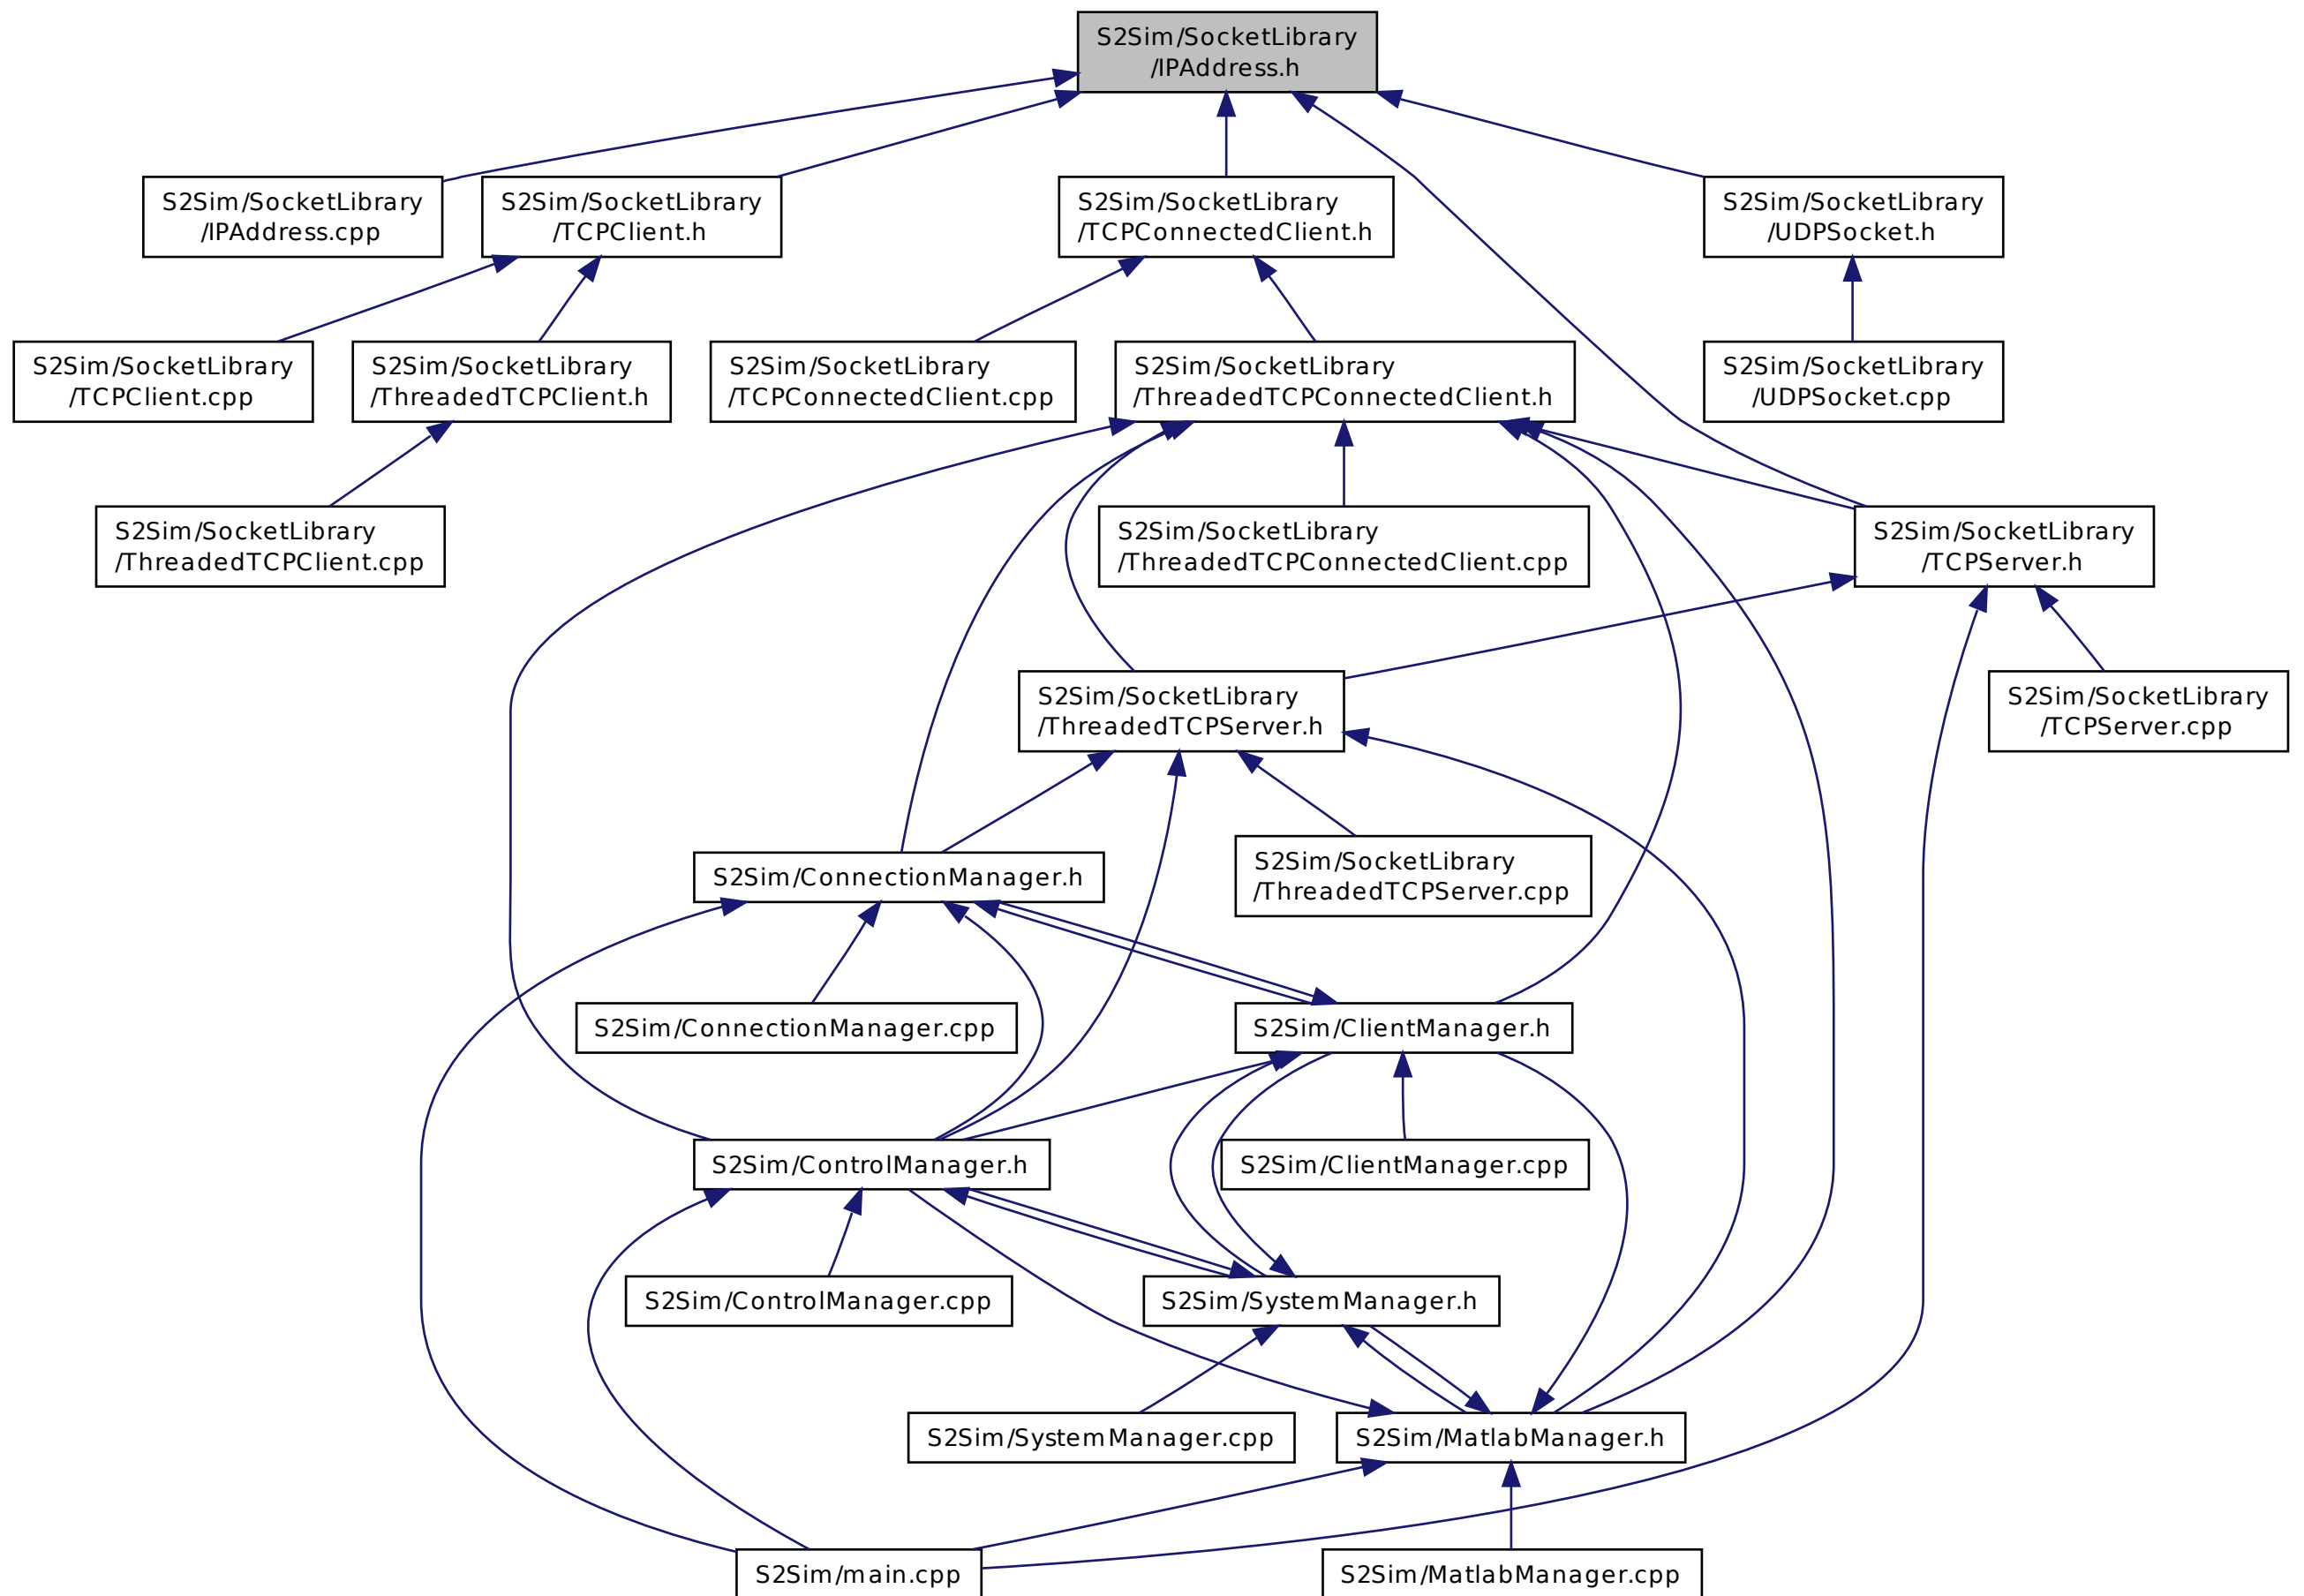 S2Sim/SocketLibrary
/IPAddress.h
S2Sim/SocketLibrary
/IPAddress.cpp
S2Sim/SocketLibrary
/TCPClient.h
S2Sim/SocketLibrary
/TCPConnectedClient.h
S2Sim/SocketLibrary
/UDPSocket.h
S2Sim/SocketLibrary
/TCPClient.cpp
S2Sim/SocketLibrary
/ThreadedTCPClient.h
S2Sim/SocketLibrary
/TCPConnectedClient.cpp
S2Sim/SocketLibrary
/ThreadedTCPConnectedClient.h
S2Sim/SocketLibrary
/UDPSocket.cpp
S2Sim/SocketLibrary
/ThreadedTCPClient.cpp
S2Sim/SocketLibrary
/ThreadedTCPConnectedClient.cpp
S2Sim/SocketLibrary
/TCPServer.h
S2Sim/SocketLibrary
/ThreadedTCPServer.h
S2Sim/SocketLibrary
/TCPServer.cpp
S2Sim/ConnectionManager.h
S2Sim/SocketLibrary
/ThreadedTCPServer.cpp
S2Sim/ConnectionManager.cpp
S2Sim/ClientManager.h
S2Sim/ControlManager.h
S2Sim/ClientManager.cpp
S2Sim/ControlManager.cpp
S2Sim/SystemManager.h
S2Sim/SystemManager.cpp
S2Sim/MatlabManager.h
S2Sim/main.cpp
S2Sim/MatlabManager.cpp